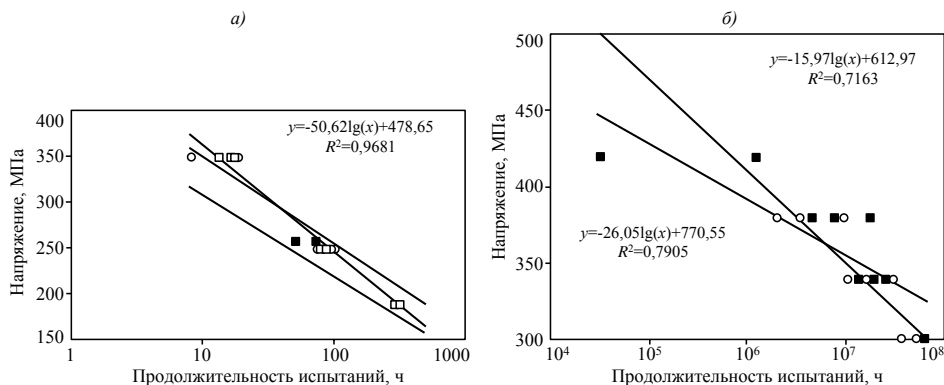 а)
Напряжение, МПа
400
350
300
250
200
150
y=-50,62lg(x)+478,65
R²=0,9681
1
10
100
1000
Продолжительность испытаний, ч
б)
Напряжение, МПа
500
450
400
350
300
y=-15,97lg(x)+612,97
R²=0,7163
y=-26,05lg(x)+770,55
R²=0,7905
10⁴
10⁵
10⁶
10⁷
10⁸
Продолжительность испытаний, ч